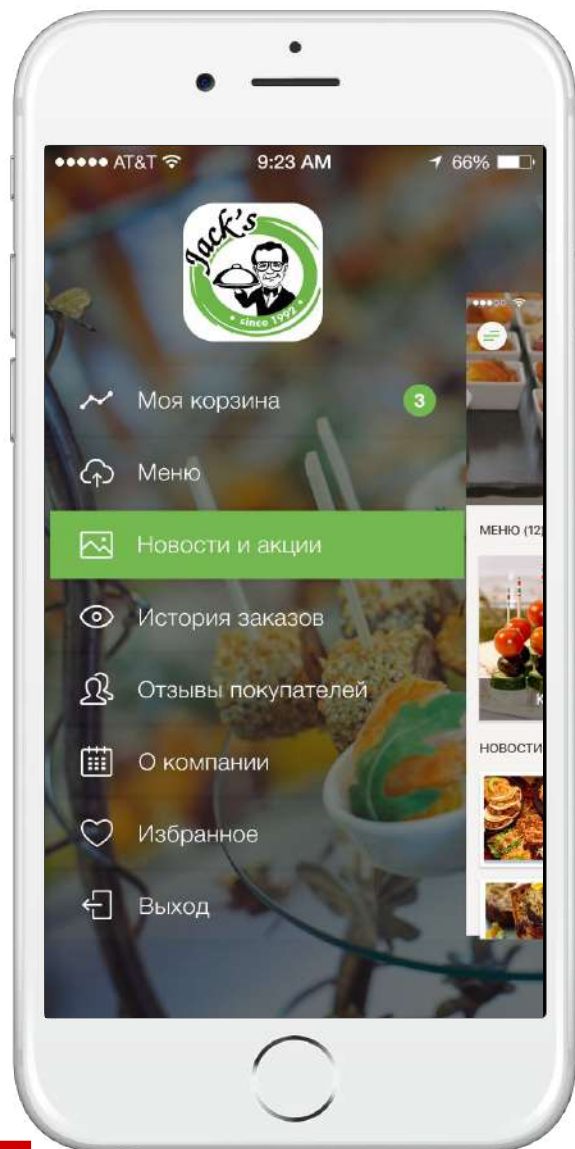 AT&T 9:23 AM 66%
Jack's
• since 1992 •
Моя корзина 3
Меню
Новости и акции
История заказов
Отзывы покупателей
О компании
Избранное
Выход
МЕНЮ (12)
К
НОВОСТИ